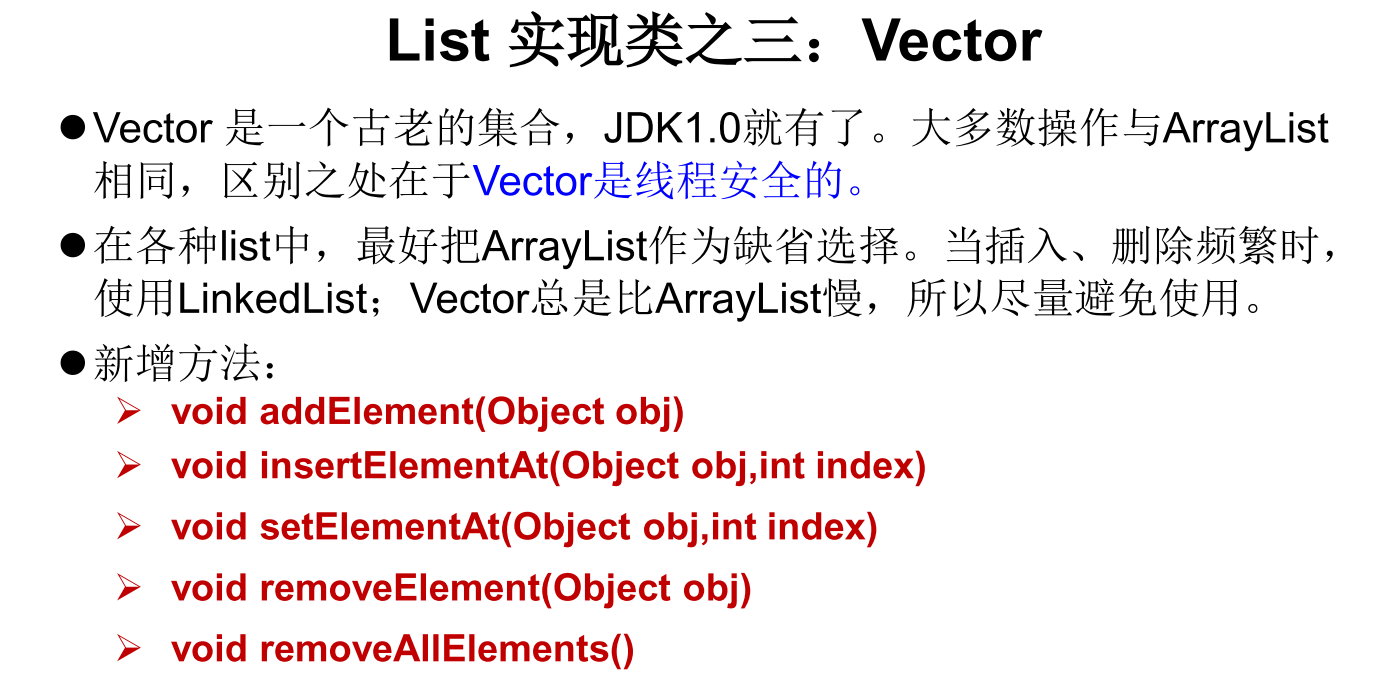 List 实现类之三：Vector
●Vector 是一个古老的集合，JDK1.0就有了。大多数操作与ArrayList
相同，区别之处在于Vector是线程安全的。
●在各种list中，最好把ArrayList作为缺省选择。当插入、删除频繁时，
使用LinkedList；Vector总是比ArrayList慢，所以尽量避免使用。
●新增方法：
➢ void addElement(Object obj)
➢ void insertElementAt(Object obj,int index)
➢ void setElementAt(Object obj,int index)
➢ void removeElement(Object obj)
➢ void removeAllElements()